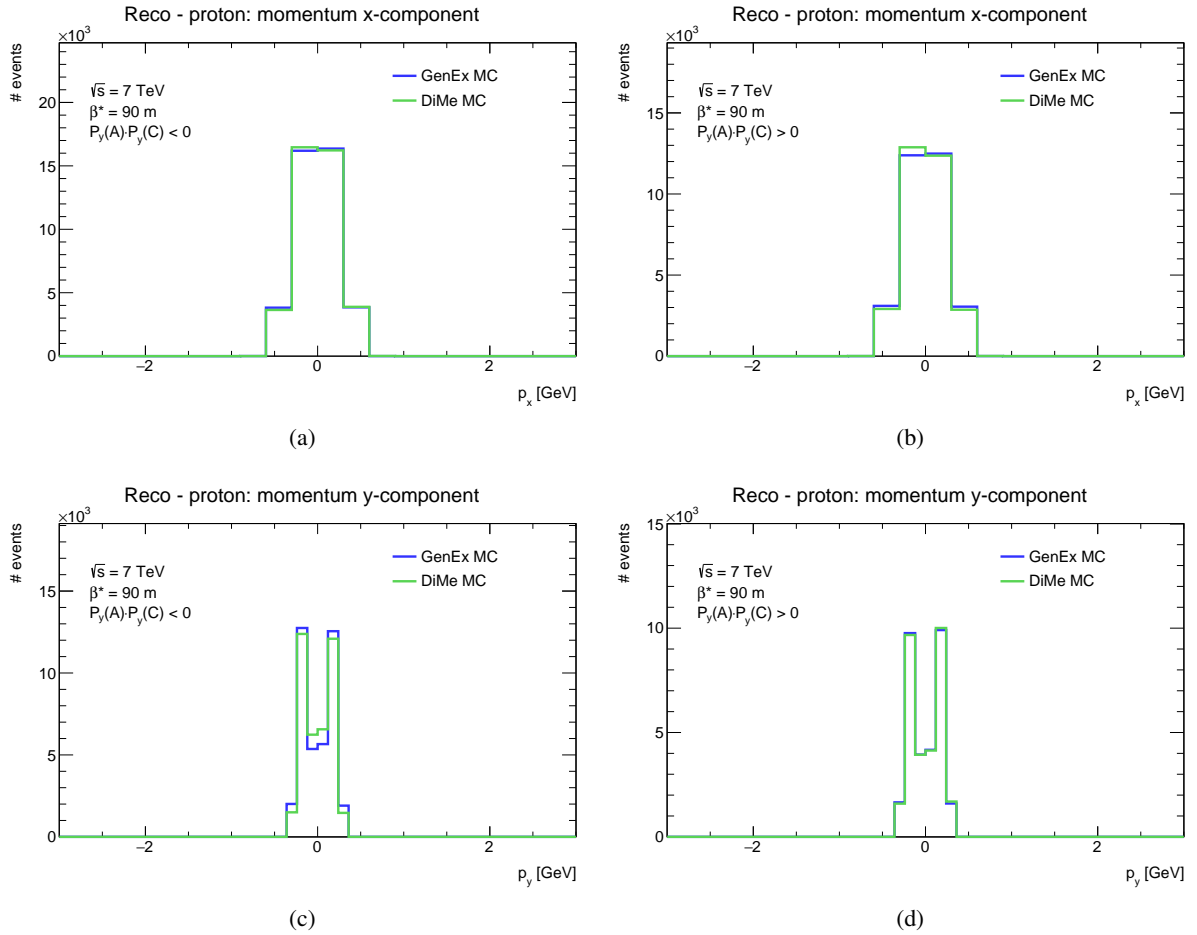 Reco - proton: momentum x-component
×10³
# events
20
15
10
5
0
√s = 7 TeV
β* = 90 m
P_y(A)·P_y(C) < 0
GenEx MC
DiMe MC
−2 0 2
p_x [GeV]
(a)
Reco - proton: momentum x-component
×10³
# events
15
10
5
0
√s = 7 TeV
β* = 90 m
P_y(A)·P_y(C) > 0
GenEx MC
DiMe MC
−2 0 2
p_x [GeV]
(b)
Reco - proton: momentum y-component
×10³
# events
15
10
5
0
√s = 7 TeV
β* = 90 m
P_y(A)·P_y(C) < 0
GenEx MC
DiMe MC
−2 0 2
p_y [GeV]
(c)
Reco - proton: momentum y-component
×10³
# events
15
10
5
0
√s = 7 TeV
β* = 90 m
P_y(A)·P_y(C) > 0
GenEx MC
DiMe MC
−2 0 2
p_y [GeV]
(d)